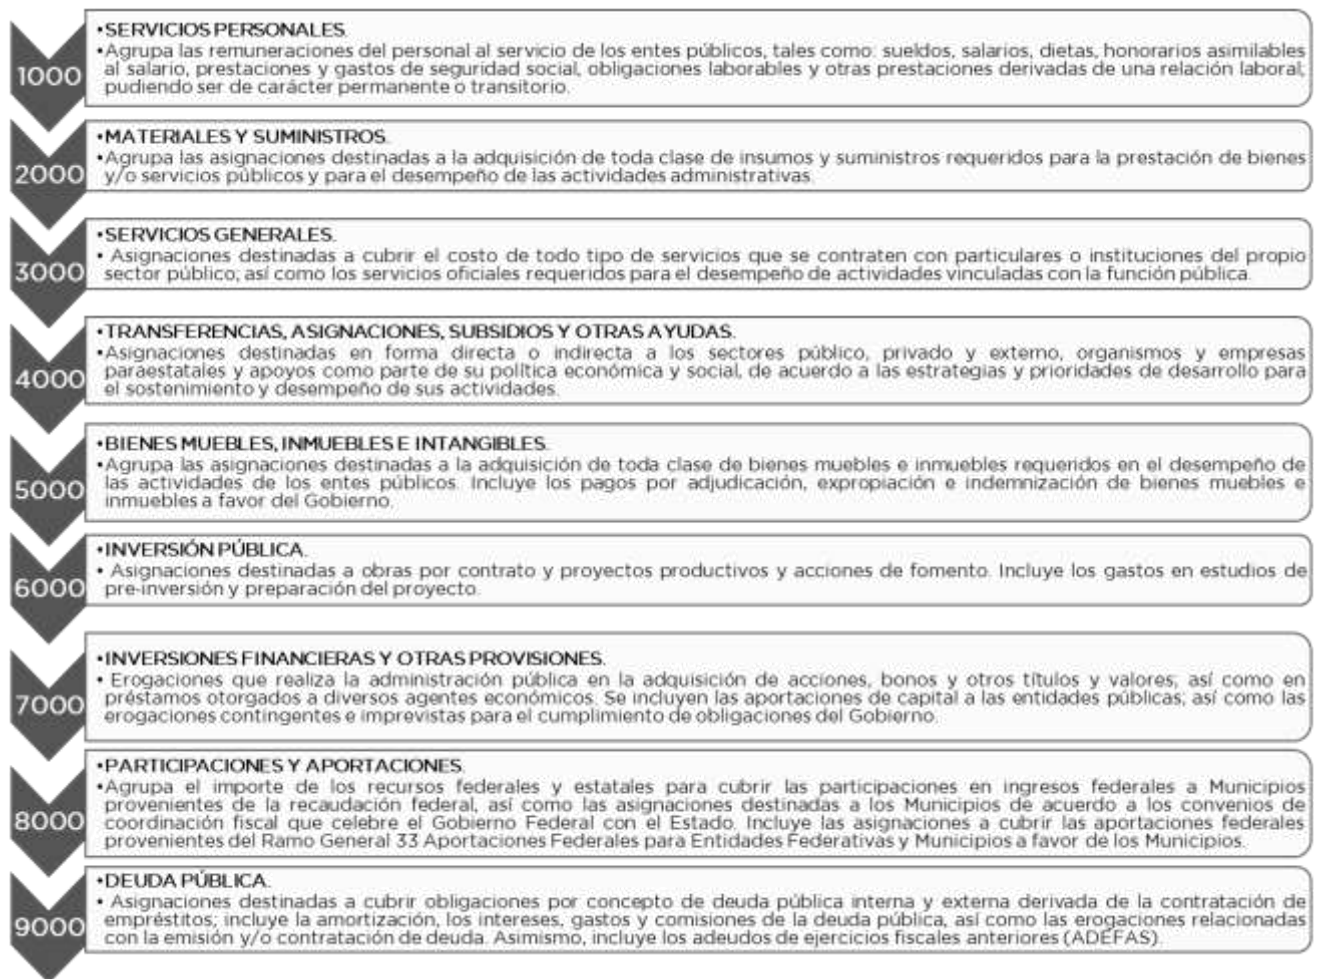 1000
•SERVICIOS PERSONALES.
•Agrupa las remuneraciones del personal al servicio de los entes públicos, tales como: sueldos, salarios, dietas, honorarios asimilables
al salario, prestaciones y gastos de seguridad social, obligaciones laborables y otras prestaciones derivadas de una relación laboral;
pudiendo ser de carácter permanente o transitorio.
2000
•MATERIALES Y SUMINISTROS.
•Agrupa las asignaciones destinadas a la adquisición de toda clase de insumos y suministros requeridos para la prestación de bienes
y/o servicios públicos y para el desempeño de las actividades administrativas.
3000
•SERVICIOS GENERALES.
• Asignaciones destinadas a cubrir el costo de todo tipo de servicios que se contraten con particulares o instituciones del propio
sector público; así como los servicios oficiales requeridos para el desempeño de actividades vinculadas con la función pública.
4000
•TRANSFERENCIAS, ASIGNACIONES, SUBSIDIOS Y OTRAS AYUDAS.
•Asignaciones destinadas en forma directa o indirecta a los sectores público, privado y externo, organismos y empresas
paraestatales y apoyos como parte de su política económica y social, de acuerdo a las estrategias y prioridades de desarrollo para
el sostenimiento y desempeño de sus actividades.
5000
•BIENES MUEBLES, INMUEBLES E INTANGIBLES.
•Agrupa las asignaciones destinadas a la adquisición de toda clase de bienes muebles e inmuebles requeridos en el desempeño de
las actividades de los entes públicos. Incluye los pagos por adjudicación, expropiación e indemnización de bienes muebles e
inmuebles a favor del Gobierno.
6000
•INVERSIÓN PÚBLICA.
• Asignaciones destinadas a obras por contrato y proyectos productivos y acciones de fomento. Incluye los gastos en estudios de
pre-inversión y preparación del proyecto.
7000
•INVERSIONES FINANCIERAS Y OTRAS PROVISIONES.
• Erogaciones que realiza la administración pública en la adquisición de acciones, bonos y otros títulos y valores; así como en
préstamos otorgados a diversos agentes económicos. Se incluyen las aportaciones de capital a las entidades públicas; así como las
erogaciones contingentes e imprevistas para el cumplimiento de obligaciones del Gobierno.
8000
•PARTICIPACIONES Y APORTACIONES.
•Agrupa el importe de los recursos federales y estatales para cubrir las participaciones en ingresos federales a Municipios
provenientes de la recaudación federal, así como las asignaciones destinadas a los Municipios de acuerdo a los convenios de
coordinación fiscal que celebre el Gobierno Federal con el Estado. Incluye las asignaciones a cubrir las aportaciones federales
provenientes del Ramo General 33 Aportaciones Federales para Entidades Federativas y Municipios a favor de los Municipios.
9000
•DEUDA PÚBLICA.
• Asignaciones destinadas a cubrir obligaciones por concepto de deuda pública interna y externa derivada de la contratación de
empréstitos; incluye la amortización, los intereses, gastos y comisiones de la deuda pública, así como las erogaciones relacionadas
con la emisión y/o contratación de deuda. Asimismo, incluye los adeudos de ejercicios fiscales anteriores (ADEFAS).